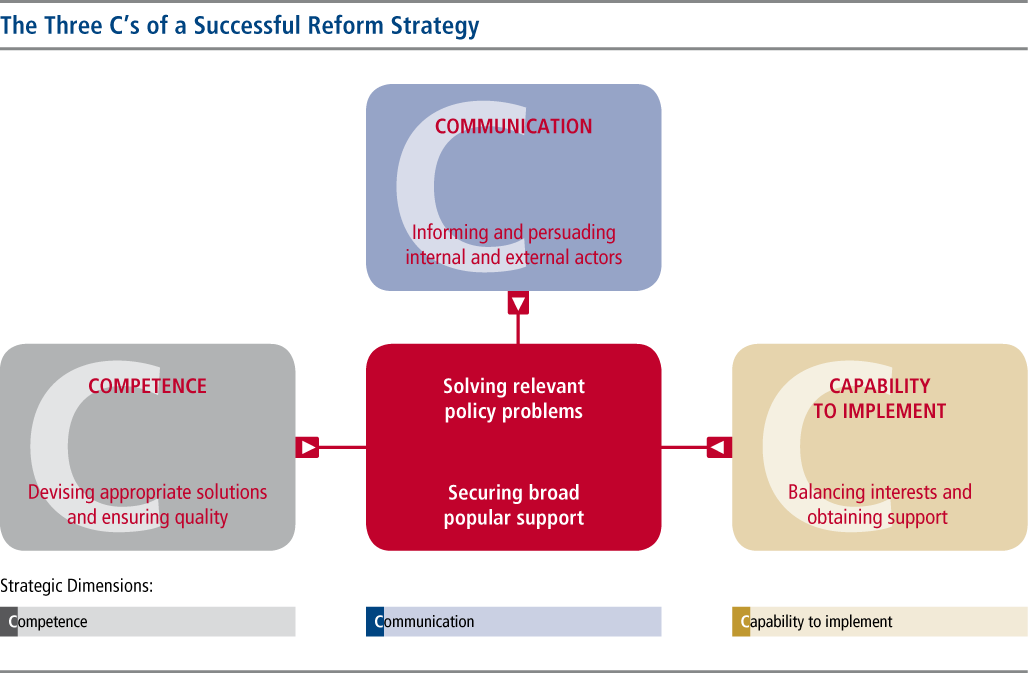 The Three C's of a Successful Reform Strategy
C
COMMUNICATION
Informing and persuading
internal and external actors
C
COMPETENCE
Devising appropriate solutions
and ensuring quality
Solving relevant
policy problems
Securing broad
popular support
C
CAPABILITY
TO IMPLEMENT
Balancing interests and
obtaining support
Strategic Dimensions:
Competence
Communication
Capability to implement